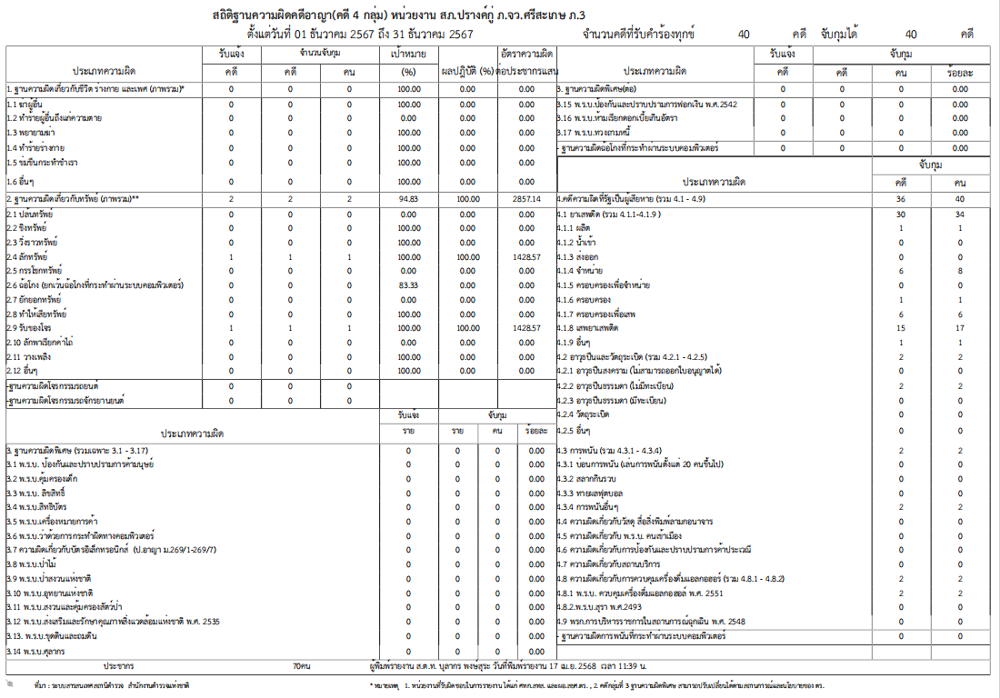 สถิติฐานความผิดคดีอาญา(คดี 4 กลุ่ม) หน่วยงาน สภ.ปรางค์กู่ ภ.จว.ศรีสะเกษ ภ.3
ตั้งแต่วันที่ 01 ธันวาคม 2567 ถึง 31 ธันวาคม 2567 จำนวนคดีที่รับคำร้องทุกข์ 40 คดี จับกุมได้ 40 คดี
ประเภทความผิด รับแจ้ง คดี จำนวนจับกุม คดี คน เป้าหมาย (%) ผลปฏิบัติ (%) อัตราความผิด ต่อประชากรแสน
1. ฐานความผิดเกี่ยวกับชีวิต ร่างกาย และเพศ (ภาพรวม)* 0 0 0 100.00 0.00 0.00
1.1 ฆ่าผู้อื่น 0 0 0 100.00 0.00 0.00
1.2 ทำร้ายผู้อื่นถึงแก่ความตาย 0 0 0 0.00 0.00 0.00
1.3 พยายามฆ่า 0 0 0 100.00 0.00 0.00
1.4 ทำร้ายร่างกาย 0 0 0 100.00 0.00 0.00
1.5 ข่มขืนกระทำชำเรา 0 0 0 100.00 0.00 0.00
1.6 อื่นๆ 0 0 0 100.00 0.00 0.00
2. ฐานความผิดเกี่ยวกับทรัพย์ (ภาพรวม)** 2 2 2 94.83 100.00 2857.14
2.1 ปล้นทรัพย์ 0 0 0 0.00 0.00 0.00
2.2 ชิงทรัพย์ 0 0 0 100.00 0.00 0.00
2.3 วิ่งราวทรัพย์ 0 0 0 100.00 0.00 0.00
2.4 ลักทรัพย์ 1 1 1 100.00 100.00 1428.57
2.5 กรรโชกทรัพย์ 0 0 0 0.00 0.00 0.00
2.6 ฉ้อโกง (ยกเว้นฉ้อโกงที่กระทำผ่านระบบคอมพิวเตอร์) 0 0 0 83.33 0.00 0.00
2.7 ยักยอกทรัพย์ 0 0 0 0.00 0.00 0.00
2.8 ทำให้เสียทรัพย์ 0 0 0 100.00 0.00 0.00
2.9 รับของโจร 1 1 1 100.00 100.00 1428.57
2.10 ลักพาเรียกค่าไถ่ 0 0 0 0.00 0.00 0.00
2.11 วางเพลิง 0 0 0 100.00 0.00 0.00
2.12 อื่นๆ 0 0 0 100.00 0.00 0.00
-ฐานความผิดโจรกรรมรถยนต์ 0 0 0
-ฐานความผิดโจรกรรมรถจักรยานยนต์ 0 0 0
ประเภทความผิด รับแจ้ง ราย จับกุม ราย คน ร้อยละ
3. ฐานความผิดพิเศษ (รวมเฉพาะ 3.1 - 3.17) 0 0 0 0.00
3.1 พ.ร.บ. ป้องกันและปราบปรามการค้ามนุษย์ 0 0 0 0.00
3.2 พ.ร.บ.คุ้มครองเด็ก 0 0 0 0.00
3.3 พ.ร.บ. ลิขสิทธิ์ 0 0 0 0.00
3.4 พ.ร.บ.สิทธิบัตร 0 0 0 0.00
3.5 พ.ร.บ.เครื่องหมายการค้า 0 0 0 0.00
3.6 พ.ร.บ.ว่าด้วยการกระทำผิดทางคอมพิวเตอร์ 0 0 0 0.00
3.7 ความผิดเกี่ยวกับบัตรอิเล็กทรอนิกส์ (ป.อาญา ม.269/1-269/7) 0 0 0 0.00
3.8 พ.ร.บ.ป่าไม้ 0 0 0 0.00
3.9 พ.ร.บ.ป่าสงวนแห่งชาติ 0 0 0 0.00
3.10 พ.ร.บ.อุทยานแห่งชาติ 0 0 0 0.00
3.11 พ.ร.บ.สงวนและคุ้มครองสัตว์ป่า 0 0 0 0.00
3.12 พ.ร.บ.ส่งเสริมและรักษาคุณภาพสิ่งแวดล้อมแห่งชาติ พ.ศ. 2535 0 0 0 0.00
3.13. พ.ร.บ.ขุดดินและถมดิน 0 0 0 0.00
3.14 พ.ร.บ.ศุลากร 0 0 0 0.00
ประเภทความผิด รับแจ้ง คดี จับกุม คดี คน ร้อยละ
3. ฐานความผิดพิเศษ(ต่อ) 0 0 0 0.00
3.15 พ.ร.บ.ป้องกันและปราบปรามการฟอกเงิน พ.ศ.2542 0 0 0 0.00
3.16 พ.ร.บ.ห้ามเรียกดอกเบี้ยเกินอัตรา 0 0 0 0.00
3.17 พ.ร.บ.ทวงถามหนี้ 0 0 0 0.00
- ฐานความผิดฉ้อโกงที่กระทำผ่านระบบคอมพิวเตอร์ 0 0 0 0.00
ประเภทความผิด จับกุม คดี คน
4.คดีความผิดที่รัฐเป็นผู้เสียหาย (รวม 4.1 - 4.9) 36 40
4.1 ยาเสพติด (รวม 4.1.1-4.1.9 ) 30 34
4.1.1 ผลิต 1 1
4.1.2 นำเข้า 0 0
4.1.3 ส่งออก 0 0
4.1.4 จำหน่าย 6 8
4.1.5 ครอบครองเพื่อจำหน่าย 0 0
4.1.6 ครอบครอง 1 1
4.1.7 ครอบครองเพื่อเสพ 6 6
4.1.8 เสพยาเสพติด 15 17
4.1.9 อื่นๆ 1 1
4.2 อาวุธปืนและวัตถุระเบิด (รวม 4.2.1 - 4.2.5) 2 2
4.2.1 อาวุธปืนสงคราม (ไม่สามารถออกใบอนุญาตได้) 0 0
4.2.2 อาวุธปืนธรรมดา (ไม่มีทะเบียน) 2 2
4.2.3 อาวุธปืนธรรมดา (มีทะเบียน) 0 0
4.2.4 วัตถุระเบิด 0 0
4.2.5 อื่นๆ 0 0
4.3 การพนัน (รวม 4.3.1 - 4.3.4) 2 2
4.3.1 บ่อนการพนัน (เล่นการพนันตั้งแต่ 20 คนขึ้นไป) 0 0
4.3.2 สลากกินรวบ 0 0
4.3.3 ทายผลฟุตบอล 0 0
4.3.4 การพนันอื่นๆ 2 2
4.4 ความผิดเกี่ยวกับวัสดุ สื่อสิ่งพิมพ์ลามกอนาจาร 0 0
4.5 ความผิดเกี่ยวกับ พ.ร.บ. คนเข้าเมือง 0 0
4.6 ความผิดเกี่ยวกับการป้องกันและปราบปรามการค้าประเวณี 0 0
4.7 ความผิดเกี่ยวกับสถานบริการ 0 0
4.8 ความผิดเกี่ยวกับการควบคุมเครื่องดื่มแอลกอฮอร์ (รวม 4.8.1 - 4.8.2) 2 2
4.8.1 พ.ร.บ. ควบคุมเครื่องดื่มแอลกอฮอล์ พ.ศ. 2551 2 2
4.8.2.พ.ร.บ.สุรา พ.ศ.2493 0 0
4.9 พรก.การบริหารราชการในสถานการณ์ฉุกเฉิน พ.ศ. 2548 0 0
- ฐานความผิดการพนันที่กระทำผ่านระบบคอมพิวเตอร์ 0 0
ประชากร 70คน ผู้พิมพ์รายงาน ส.ต.ท. บุลากร พงษ์สุระ วันที่พิมพ์รายงาน 17 เม.ย. 2568 เวลา 11:39 น.
ที่มา : ระบบสารสนเทศสถานีตำรวจ สำนักงานตำรวจแห่งชาติ * หมายเหตุ 1. หน่วยงานที่รับผิดชอบในการรายงาน ได้แก่ ศทก.สทส. และผอ.สยศ.ตร. , 2. คดีกลุ่มที่ 3 ฐานความผิดพิเศษ สามารถปรับเปลี่ยนได้ตามสถานการณ์และนโยบายของ ตร.